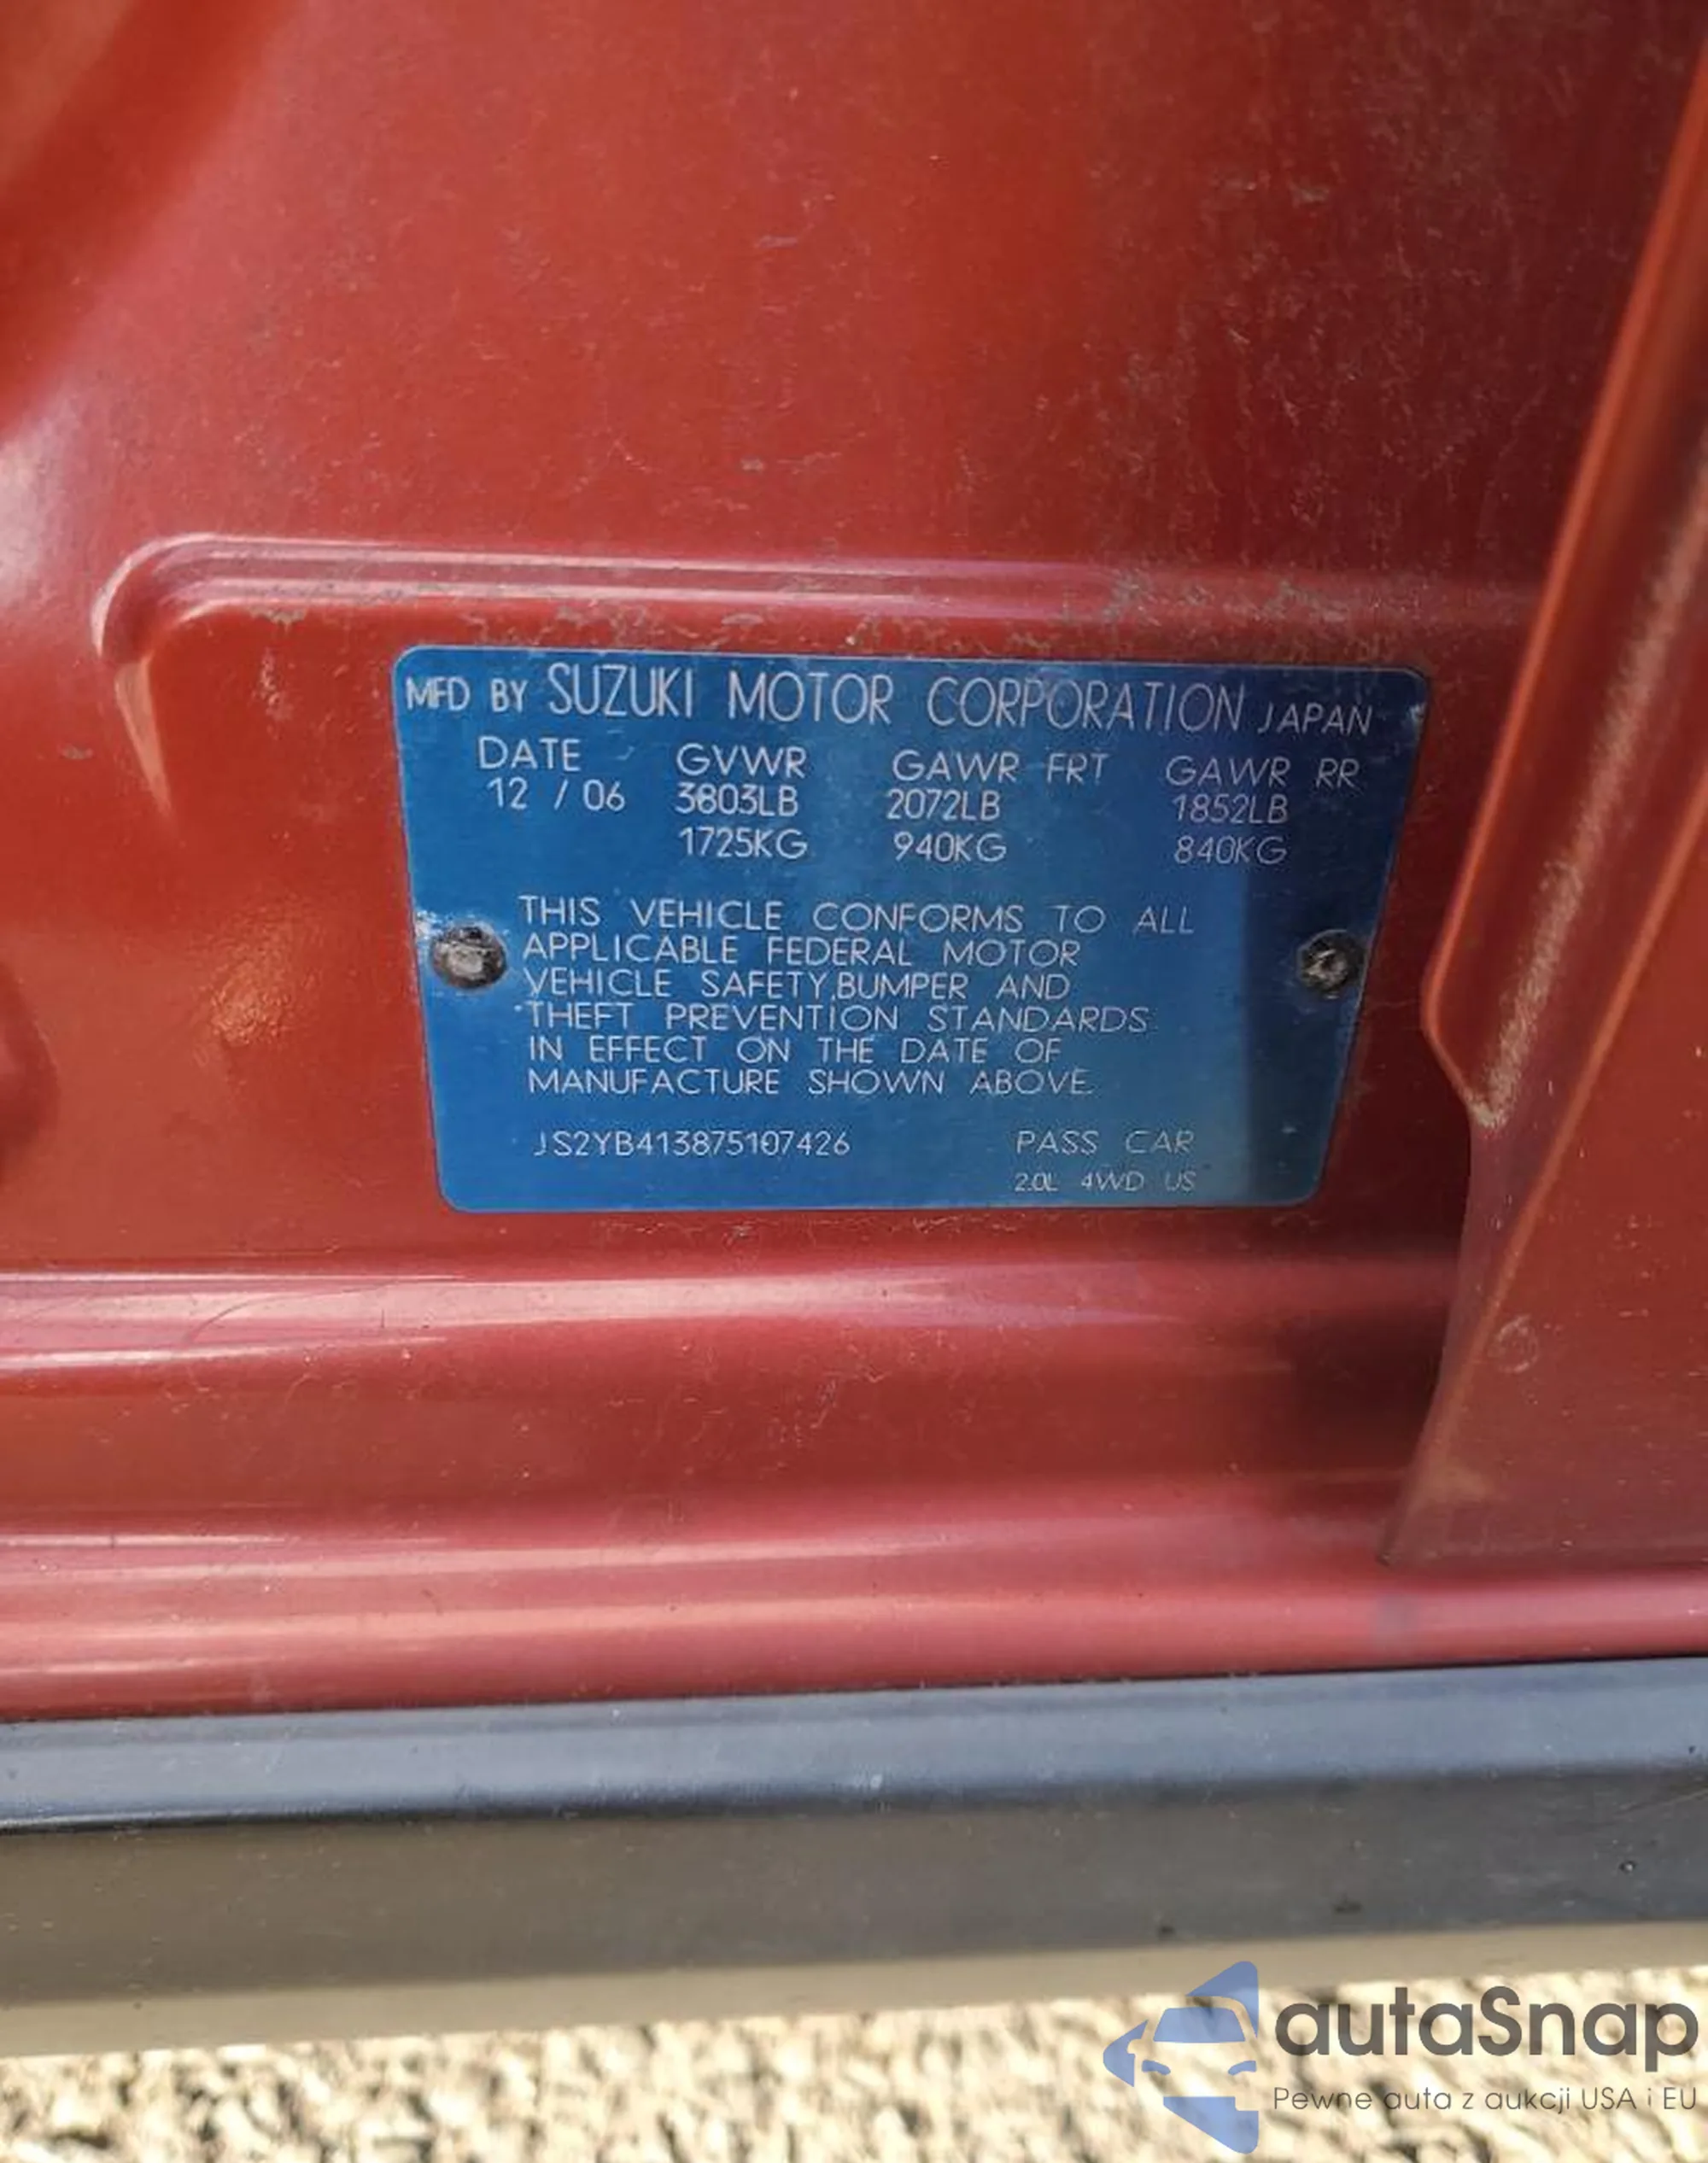 MFD BY SUZUKI MOTOR CORPORATION JAPAN
DATE GVWR GAWR FRT GAWR RR
12 / 06 3803LB 2072LB 1852LB
1725KG 940KG 840KG
THIS VEHICLE CONFORMS TO ALL
APPLICABLE FEDERAL MOTOR
VEHICLE SAFETY,BUMPER AND
THEFT PREVENTION STANDARDS
IN EFFECT ON THE DATE OF
MANUFACTURE SHOWN ABOVE.
JS2YB413875107426 PASS CAR
2.0L 4WD US
autaSnap
Pewne auta z aukcji USA i EU